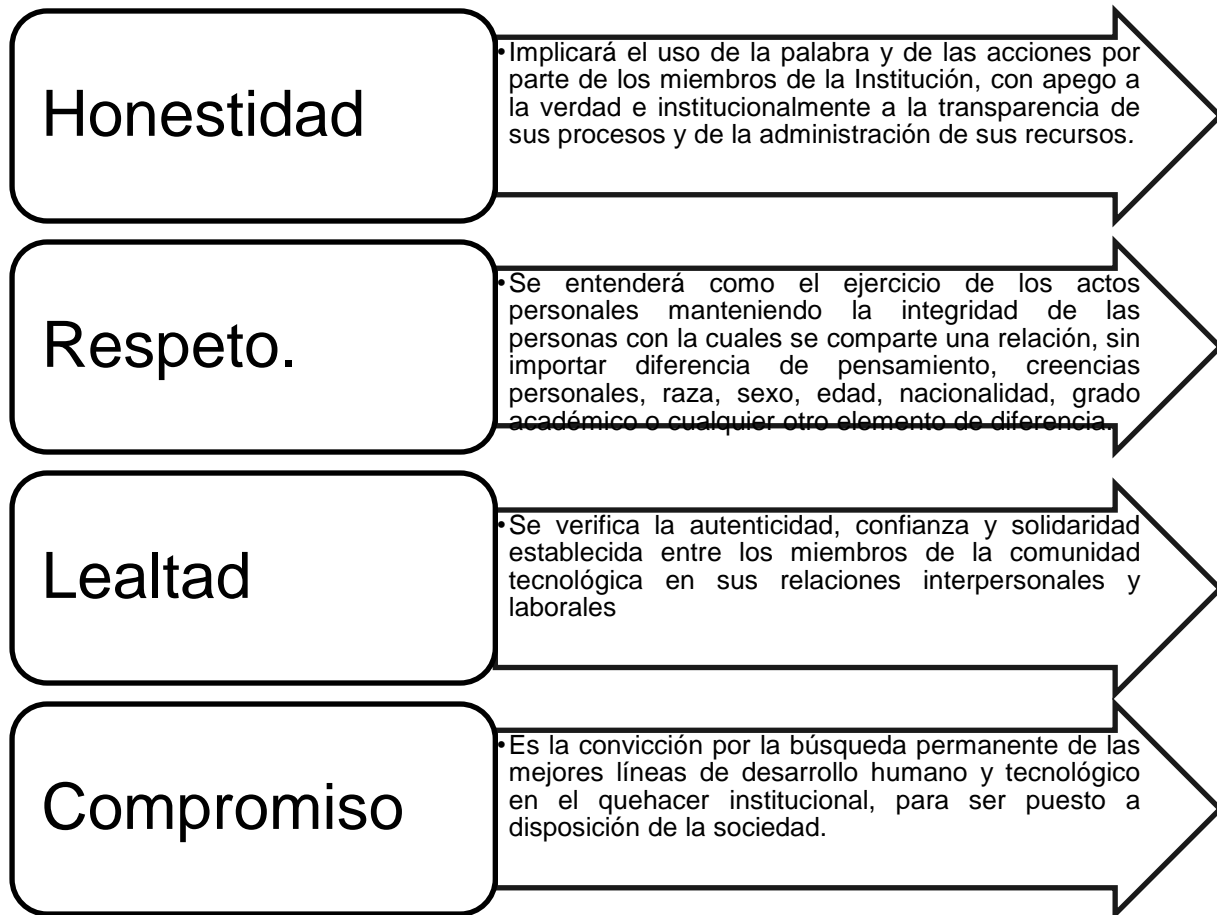 Honestidad
•Implicará el uso de la palabra y de las acciones por
parte de los miembros de la Institución, con apego a
la verdad e institucionalmente a la transparencia de
sus procesos y de la administración de sus recursos.
Respeto.
•Se entenderá como el ejercicio de los actos
personales manteniendo la integridad de las
personas con la cuales se comparte una relación, sin
importar diferencia de pensamiento, creencias
personales, raza, sexo, edad, nacionalidad, grado
académico o cualquier otro elemento de diferencia.
Lealtad
•Se verifica la autenticidad, confianza y solidaridad
establecida entre los miembros de la comunidad
tecnológica en sus relaciones interpersonales y
laborales
Compromiso
•Es la convicción por la búsqueda permanente de las
mejores líneas de desarrollo humano y tecnológico
en el quehacer institucional, para ser puesto a
disposición de la sociedad.